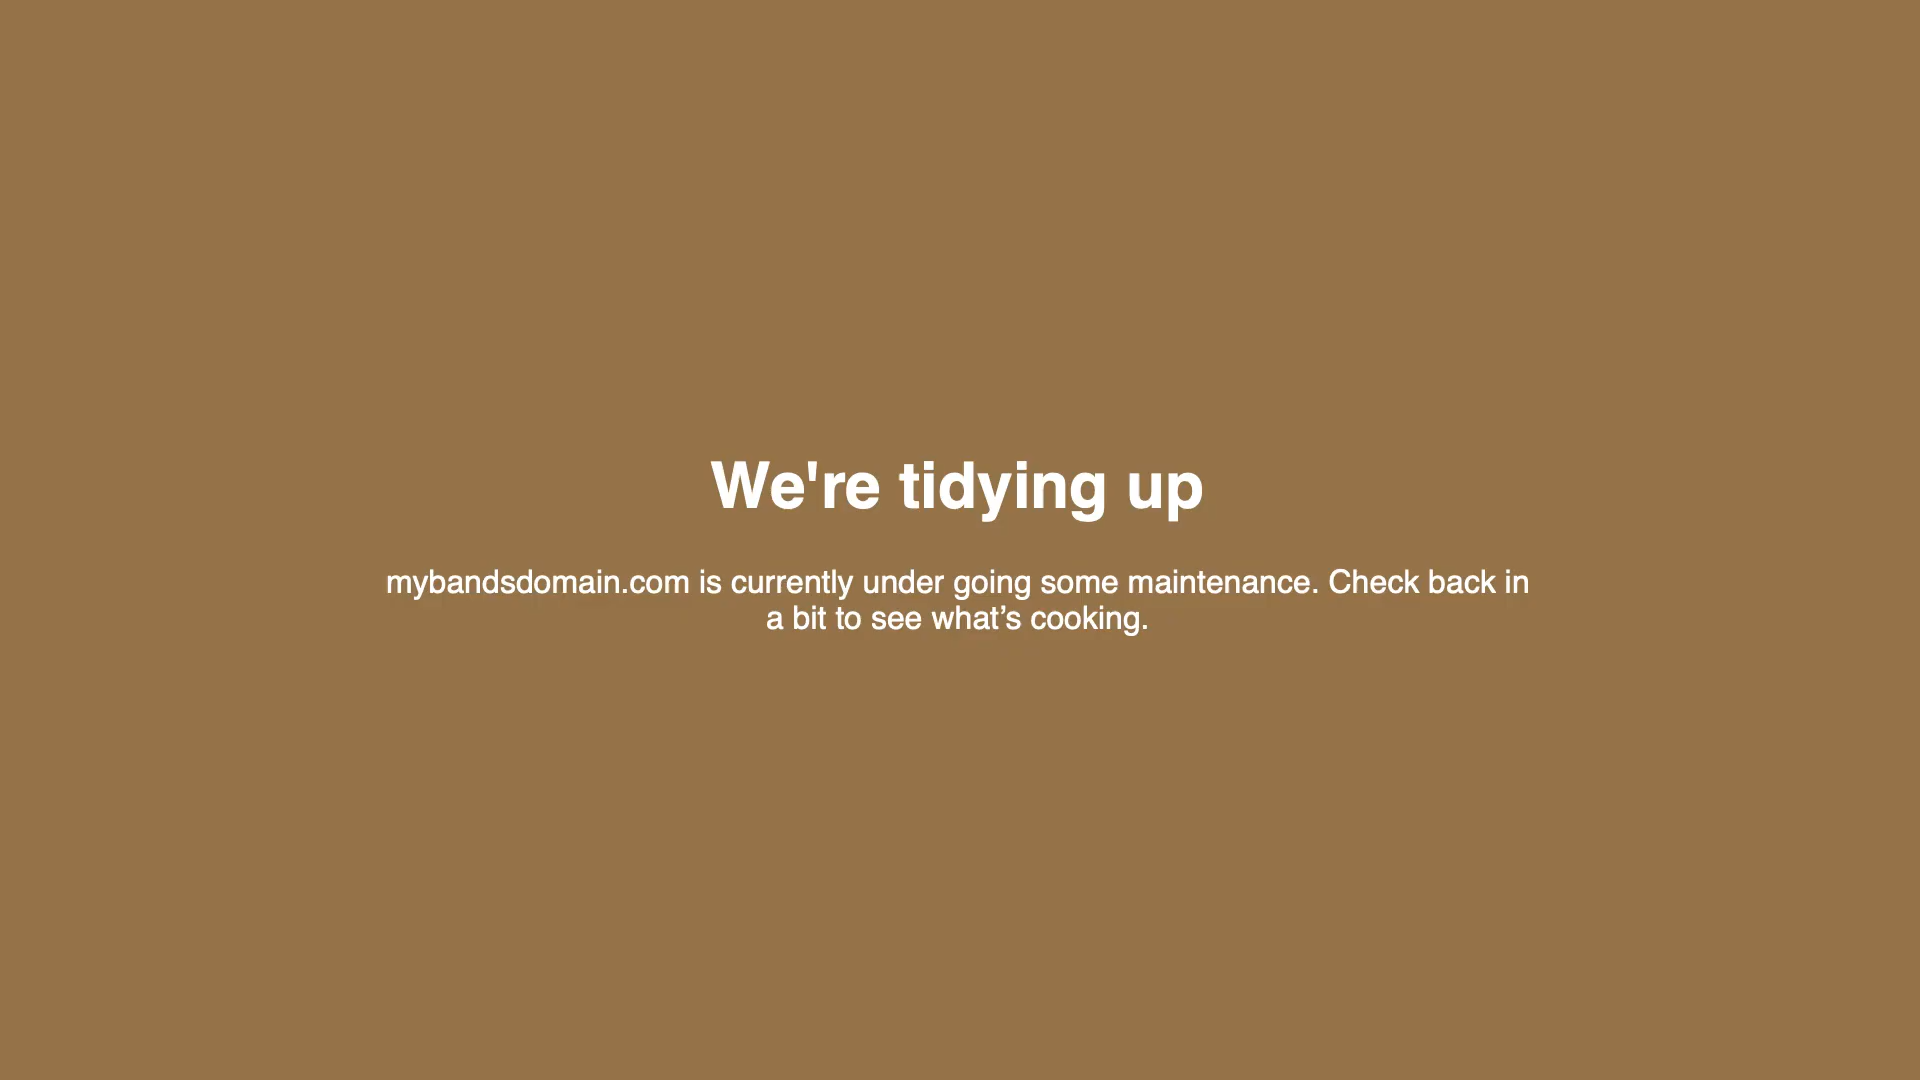 We're tidying up
mybandsdomain.com is currently under going some maintenance. Check back in
a bit to see what’s cooking.